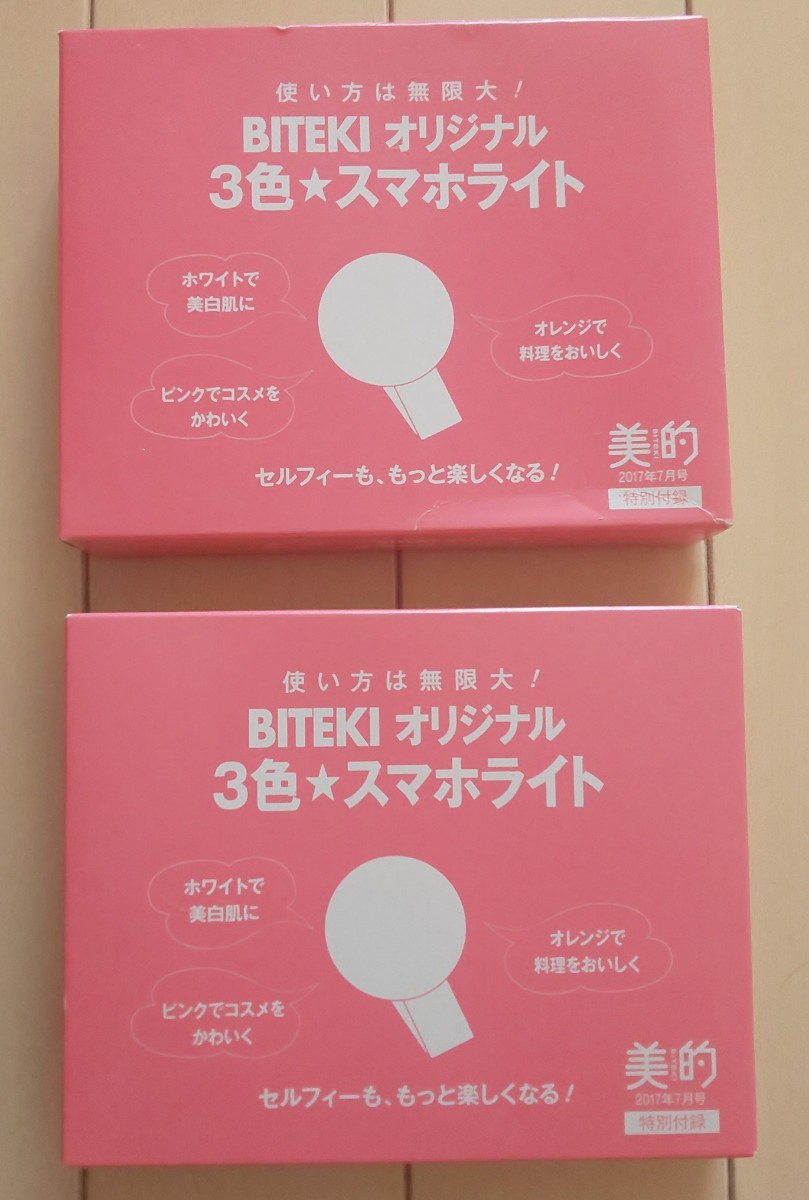 使い方は無限大！
BITEKI オリジナル
3色★スマホライト
ホワイトで
美白肌に
オレンジで
料理をおいしく
ピンクでコスメを
かわいく
セルフィーも、もっと楽しくなる！
美的
BITEKI
2017年7月号
特別付録
使い方は無限大！
BITEKI オリジナル
3色★スマホライト
ホワイトで
美白肌に
オレンジで
料理をおいしく
ピンクでコスメを
かわいく
セルフィーも、もっと楽しくなる！
美的
BITEKI
2017年7月号
特別付録